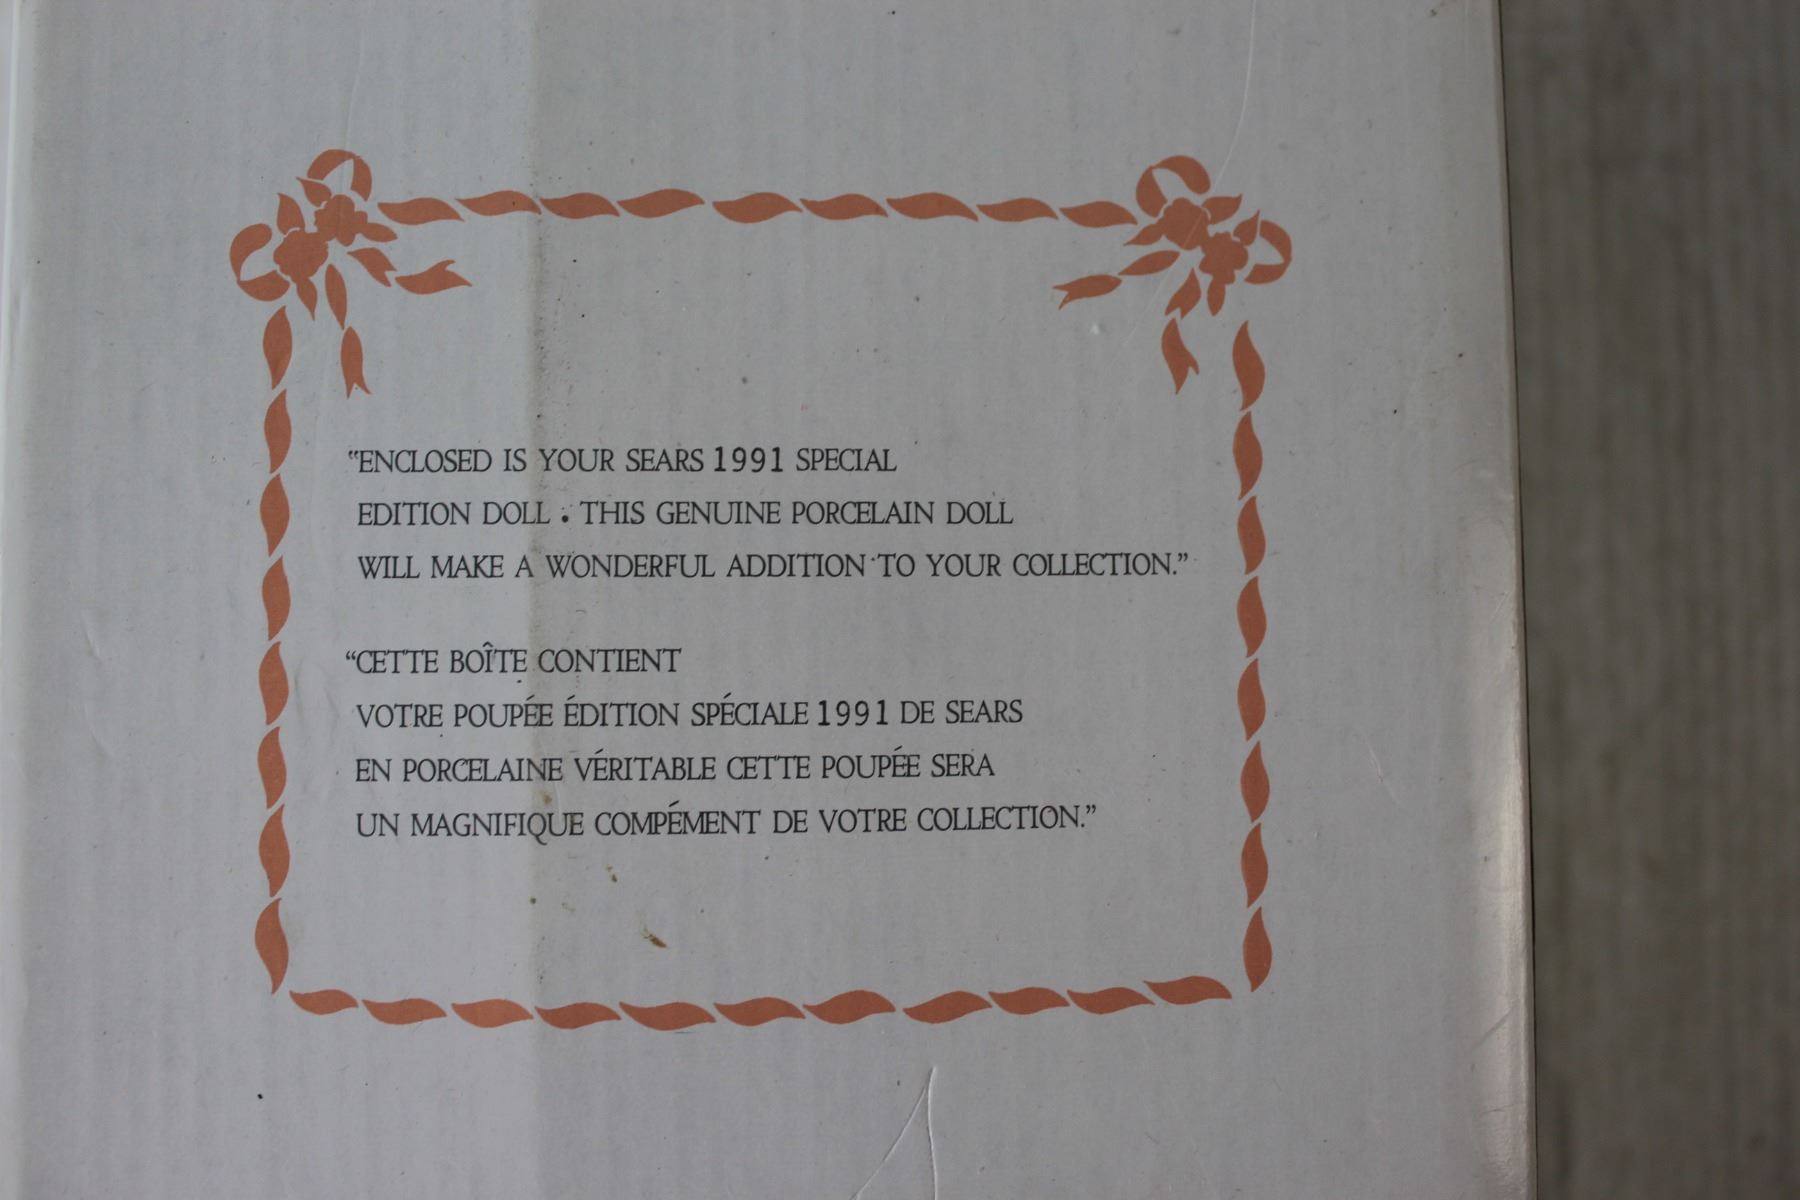 "ENCLOSED IS YOUR SEARS 1991 SPECIAL
EDITION DOLL . THIS GENUINE PORCELAIN DOLL
WILL MAKE A WONDERFUL ADDITION TO YOUR COLLECTION."
"CETTE BOÎTE CONTIENT
VOTRE POUPÉE ÉDITION SPÉCIALE 1991 DE SEARS
EN PORCELAINE VÉRITABLE CETTE POUPÉE SERA
UN MAGNIFIQUE COMPÉMENT DE VOTRE COLLECTION."